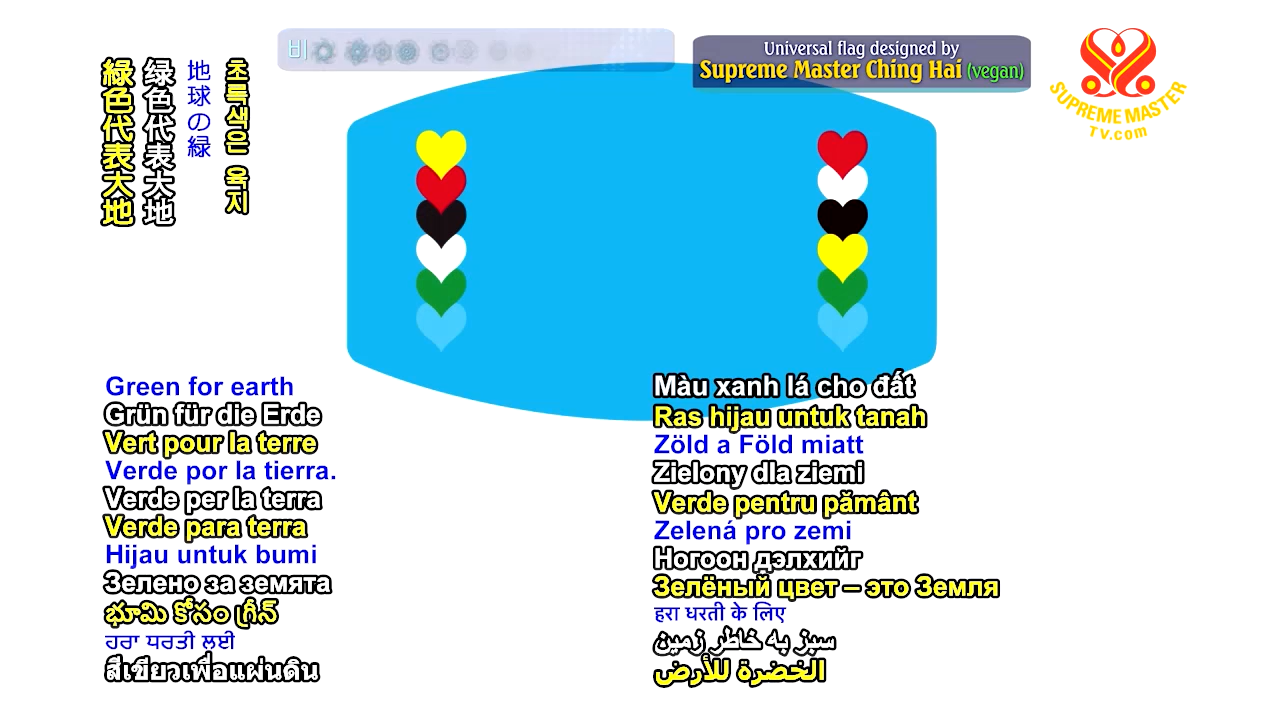 비
Universal flag designed by
Supreme Master Ching Hai (vegan)
SUPREME MASTER
TV.com
綠色代表大地
绿色代表大地
地球の緑
초록색은 육지
Green for earth
Grün für die Erde
Vert pour la terre
Verde por la tierra.
Verde per la terra
Verde para terra
Hijau untuk bumi
Зелено за земята
భూమి కోసం గ్రీన్
ਹਰਾ ਧਰਤੀ ਲਈ
สีเขียวเพื่อแผ่นดิน
Màu xanh lá cho đất
Ras hijau untuk tanah
Zöld a Föld miatt
Zielony dla ziemi
Verde pentru pământ
Zelená pro zemi
Ногоон дэлхийг
Зелёный цвет – это Земля
हरा धरती के लिए
سبز به خاطر زمین
الخضرة للأرض